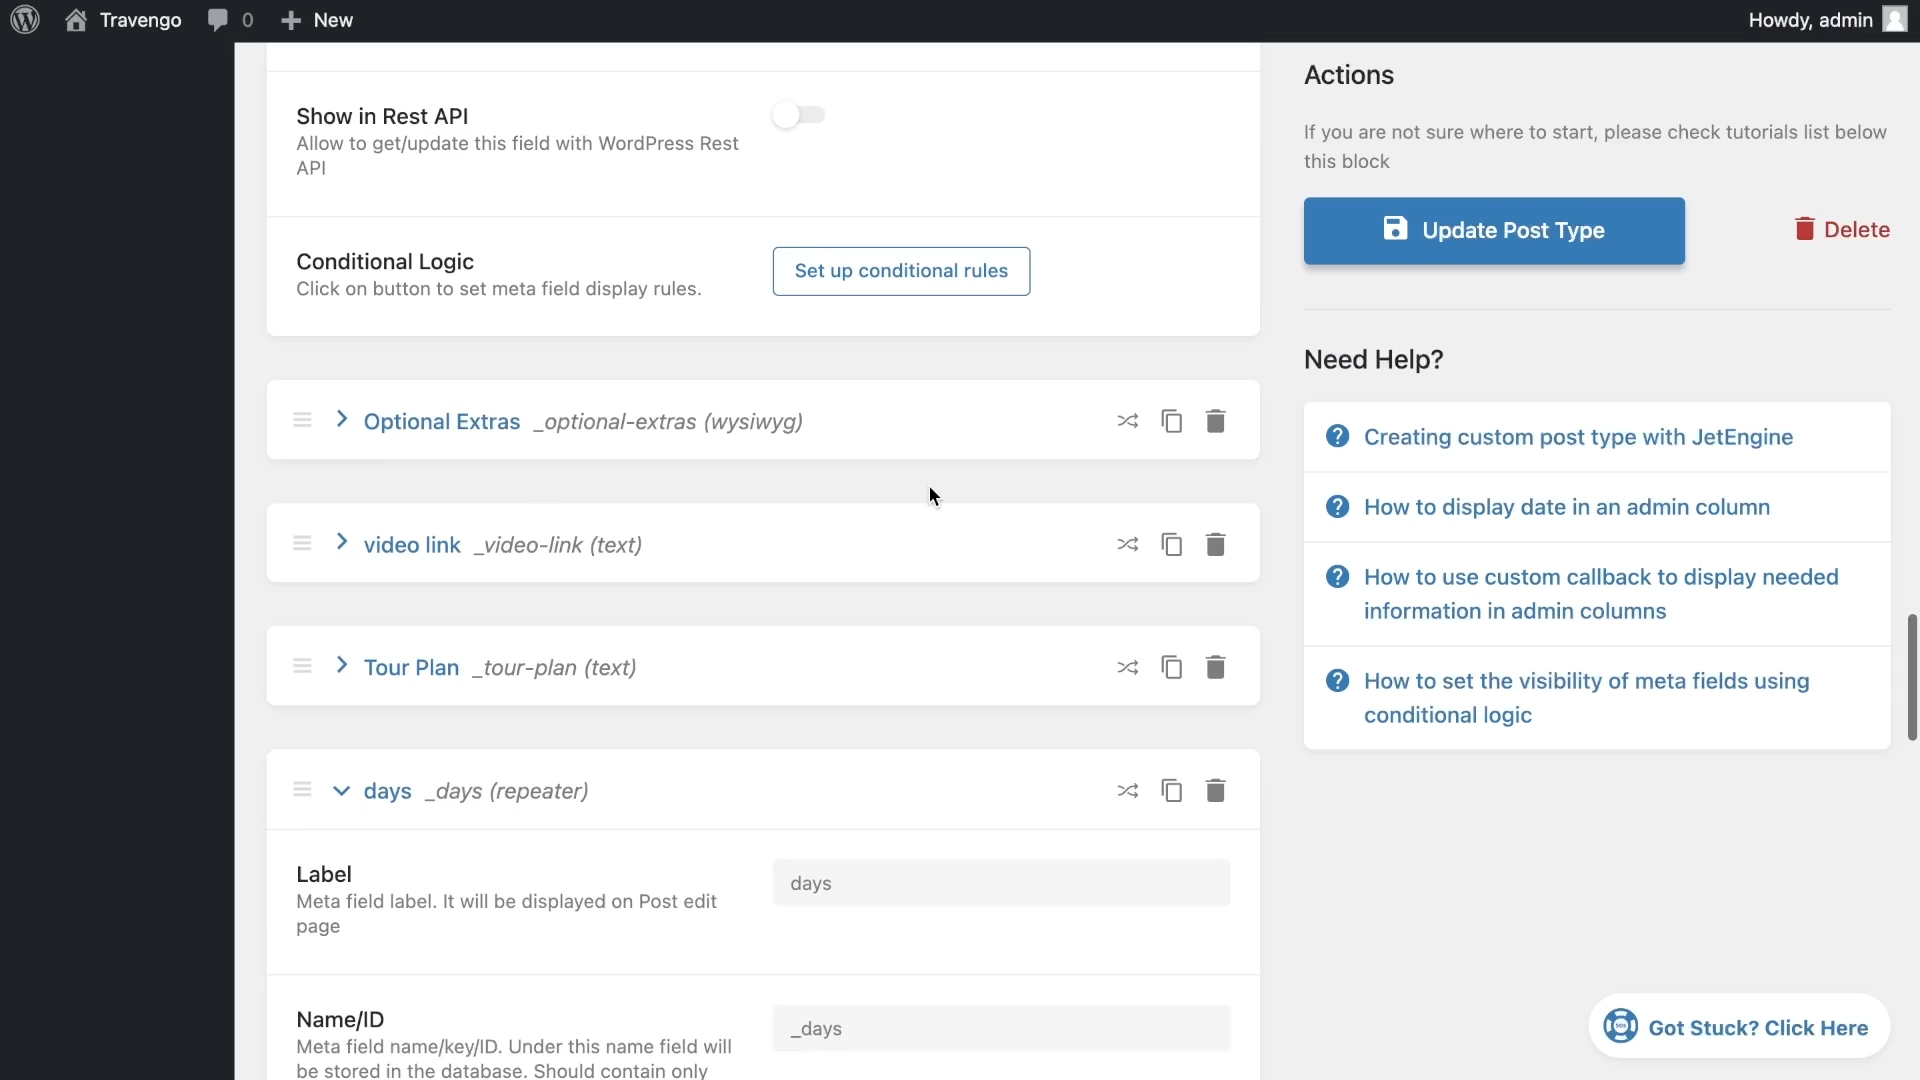 Travengo
0
New
Howdy, admin
Show in Rest API
Allow to get/update this field with WordPress Rest
API
Conditional Logic
Click on button to set meta field display rules.
Set up conditional rules
Optional Extras _optional-extras (wysiwyg)
video link _video-link (text)
Tour Plan _tour-plan (text)
days _days (repeater)
Label
Meta field label. It will be displayed on Post edit
page
days
Name/ID
Meta field name/key/ID. Under this name field will
be stored in the database. Should contain only
_days
Actions
If you are not sure where to start, please check tutorials list below
this block
Update Post Type
Delete
Need Help?
Creating custom post type with JetEngine
How to display date in an admin column
How to use custom callback to display needed
information in admin columns
How to set the visibility of meta fields using
conditional logic
SOS
Got Stuck? Click Here